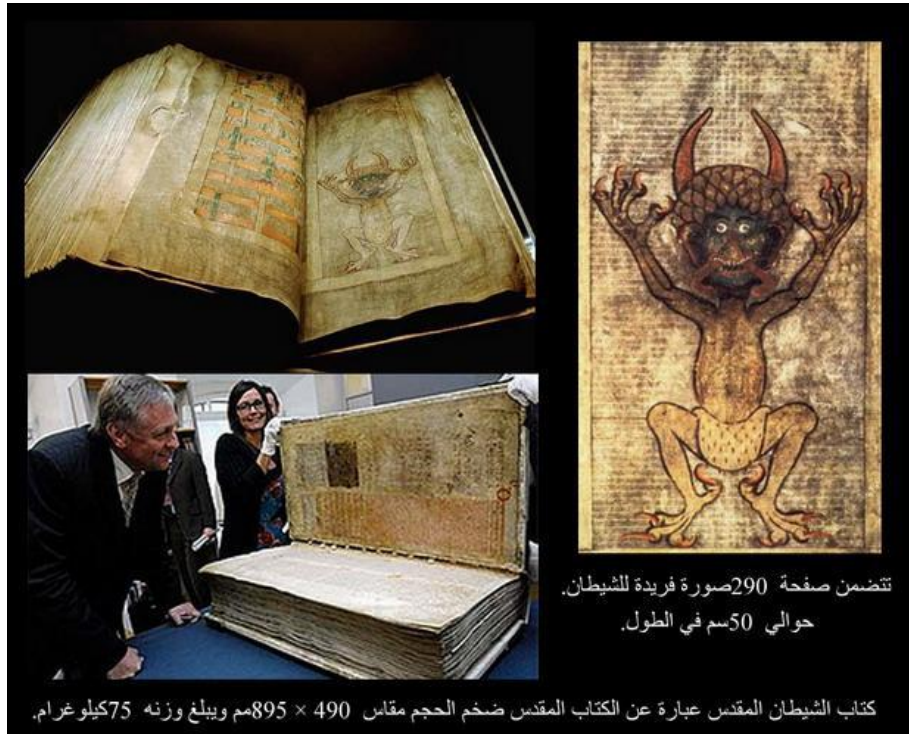 تتضمن صفحة 290صورة فريدة للشيطان.
حوالي 50سم في الطول.
كتاب الشيطان المقدس عبارة عن الكتاب المقدس ضخم الحجم مقاس 490 × 895مم ويبلغ وزنه 75كيلوغرام.